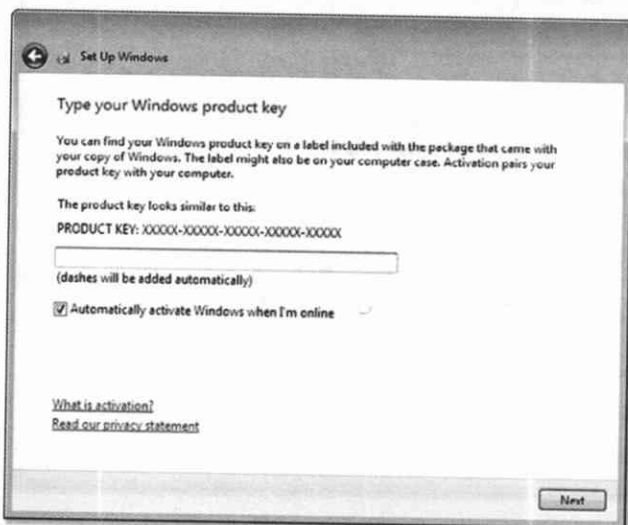 Set Up Windows
Type your Windows product key
You can find your Windows product key on a label included with the package that came with
your copy of Windows. The label might also be on your computer case. Activation pairs your
product key with your computer.
The product key looks similar to this:
PRODUCT KEY: XXXXX-XXXXX-XXXXX-XXXXX-XXXXX
(dashes will be added automatically)
Automatically activate Windows when I'm online
What is activation?
Read our privacy statement
Next